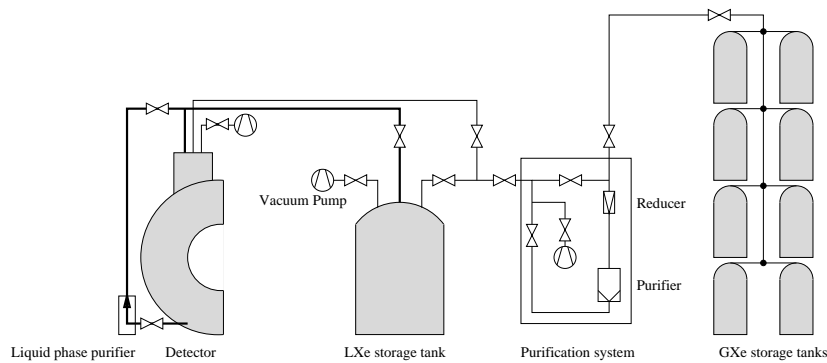 Vacuum Pump
Reducer
Purifier
Liquid phase purifier
Detector
LXe storage tank
Purification system
GXe storage tanks